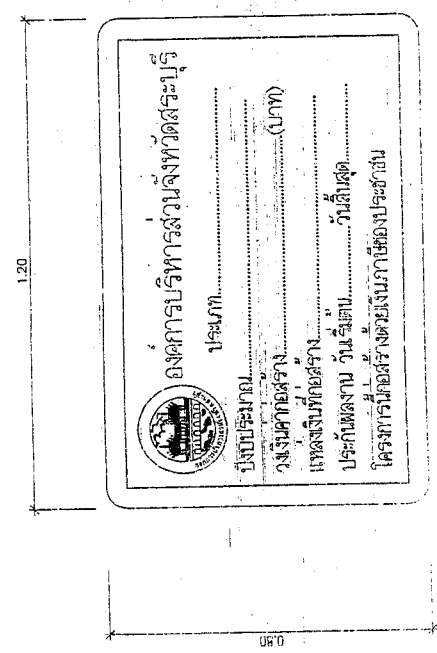 1.20
องค์การบริหารส่วนจังหวัดสระบุรี
ประเภท................................................
ปีงบประมาณ................................................
วงเงินค่าก่อสร้าง................................(บาท)
แหล่งเงินที่ก่อสร้าง................................
ประกันผลงาน วันเริ่มต้น................วันสิ้นสุด................
โครงการนี้ก่อสร้างด้วยเงินภาษีของประชาชน
0.80